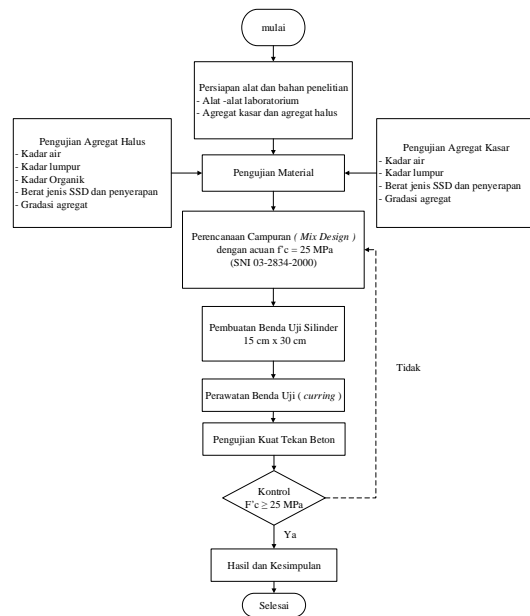 mulai
Persiapan alat dan bahan penelitian
- Alat -alat laboratorium
- Agregat kasar dan agregat halus
Pengujian Agregat Halus
- Kadar air
- Kadar lumpur
- Kadar Organik
- Berat jenis SSD dan penyerapan
- Gradasi agregat
Pengujian Material
Pengujian Agregat Kasar
- Kadar air
- Kadar lumpur
- Berat jenis SSD dan penyerapan
- Gradasi agregat
Perencanaan Campuran ( Mix Design )
dengan acuan f'c = 25 MPa
(SNI 03-2834-2000)
Pembuatan Benda Uji Silinder
15 cm x 30 cm
Tidak
Perawatan Benda Uji ( curring )
Pengujian Kuat Tekan Beton
Kontrol
F'c ≥ 25 MPa
Ya
Hasil dan Kesimpulan
Selesai